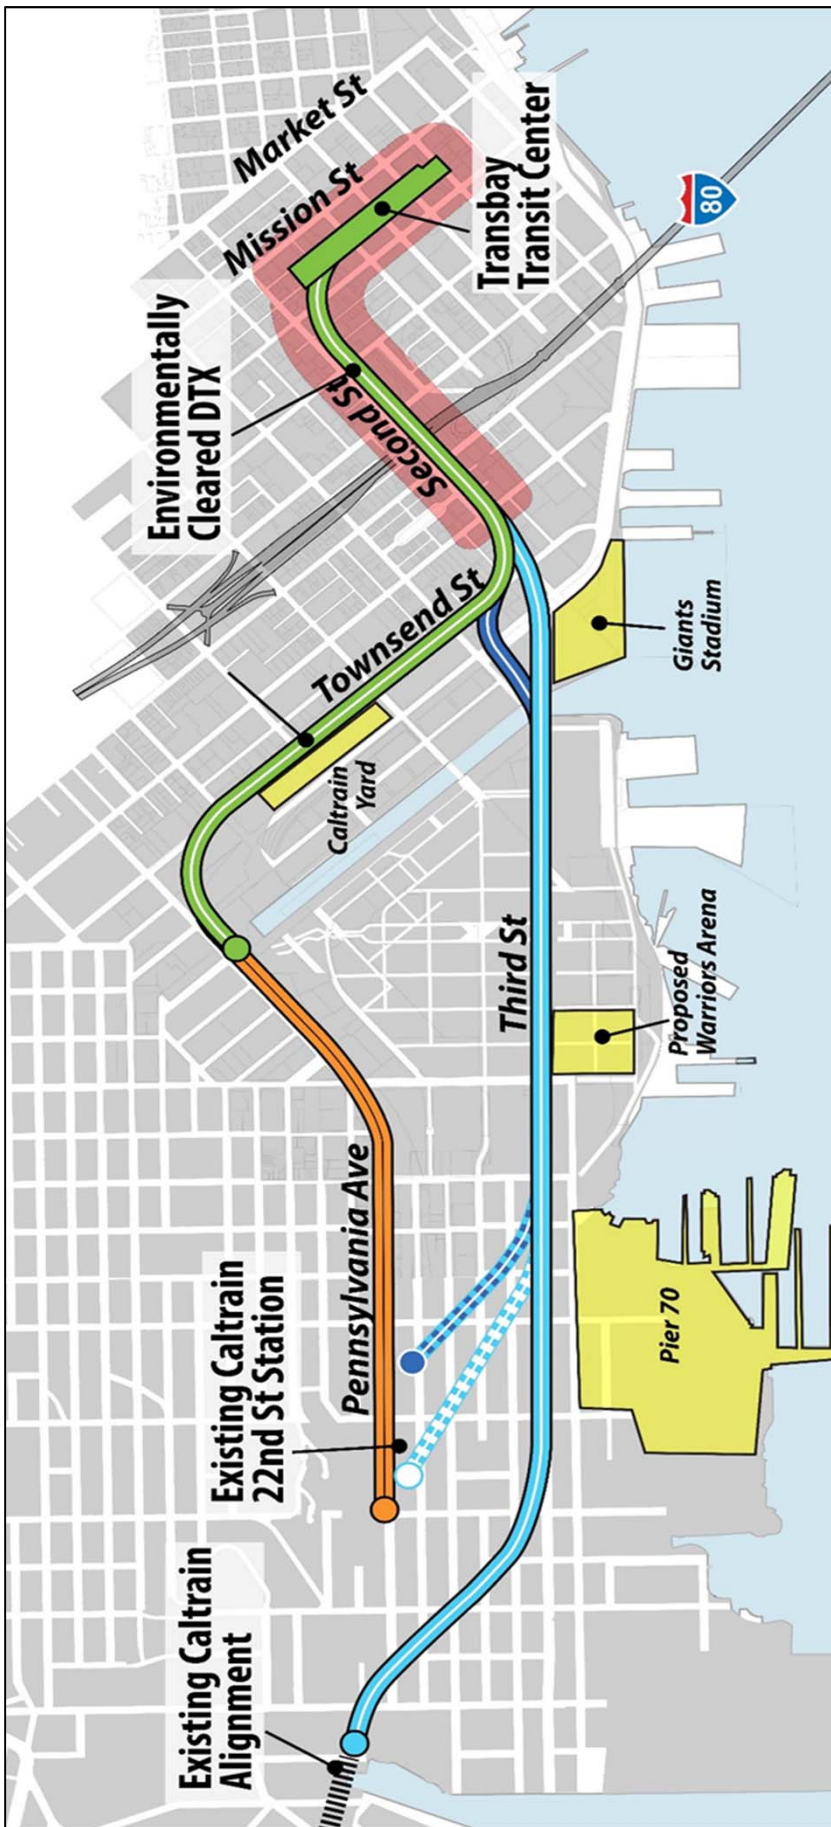 Market St
Mission St
Transbay
Transit Center
80
Environmentally
Cleared DTX
Second St
Townsend St
Giants
Stadium
Caltrain
Yard
Third St
Proposed
Warriors Arena
Pennsylvania Ave
Existing Caltrain
22nd St Station
Pier 70
Existing Caltrain
Alignment